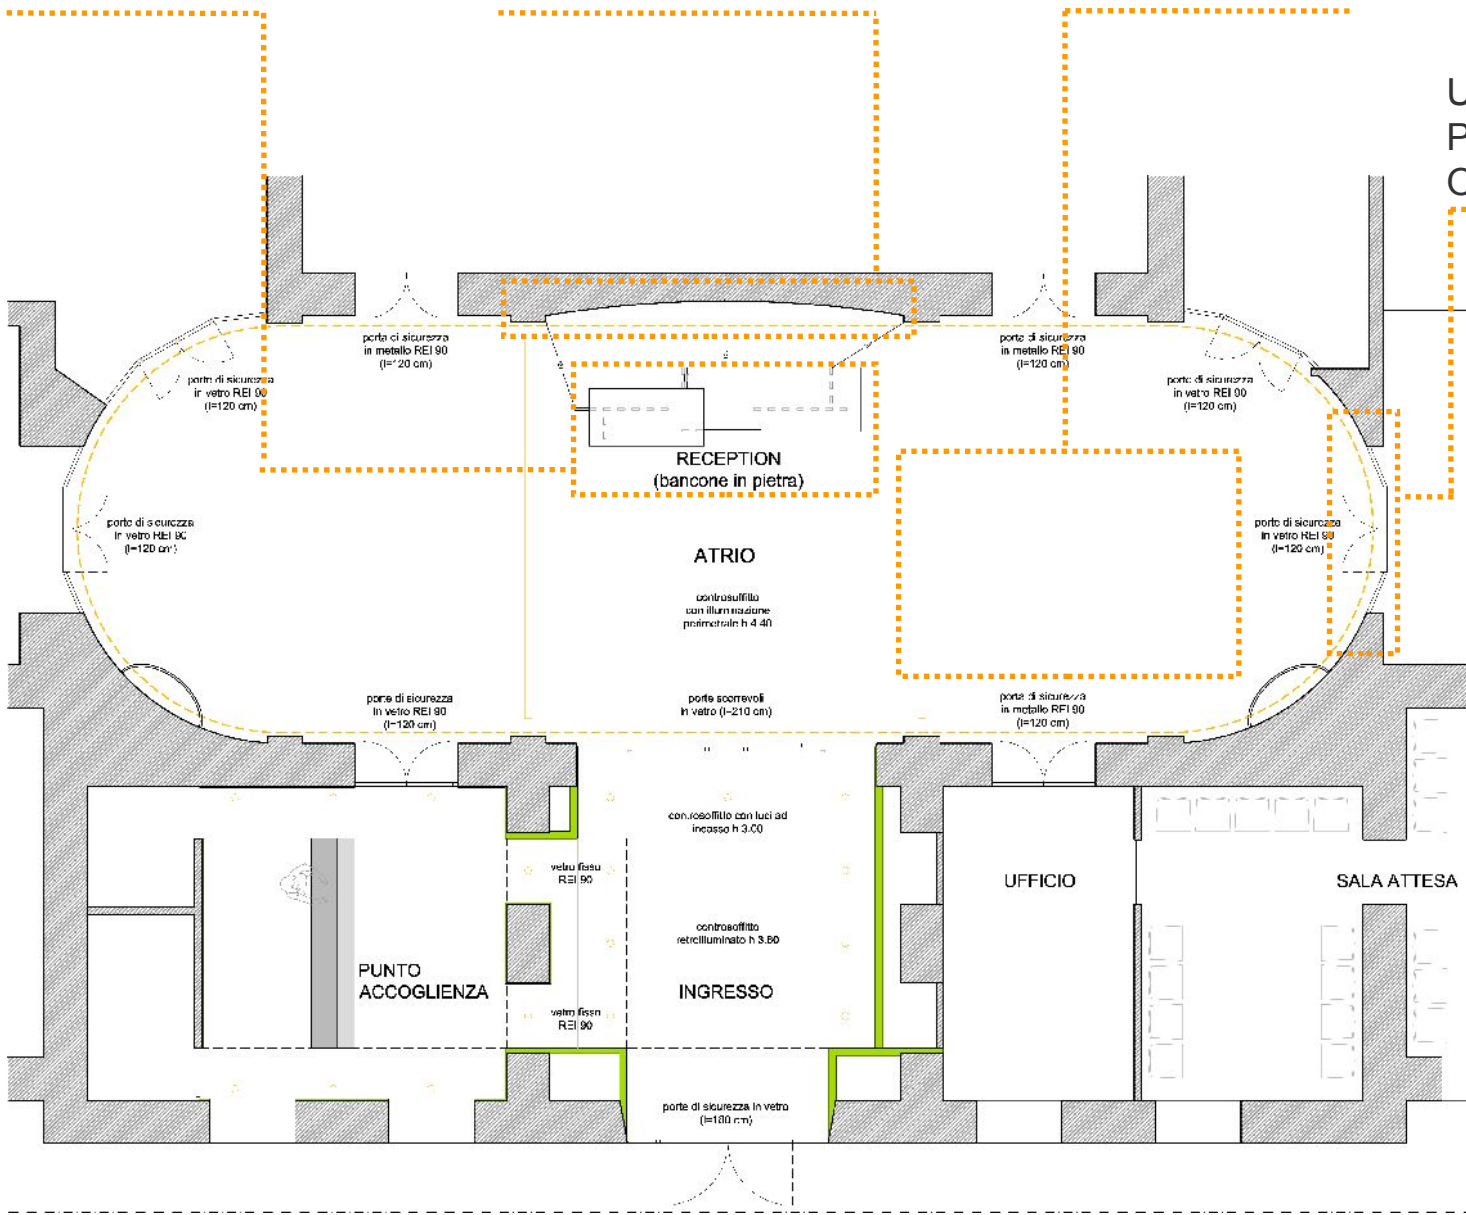 U
P
porta di sicurezza
in metallo REI 90
(l=120 cm)
porta di sicurezza
in metallo REI 90
(l=120 cm)
porte di sicurezza
in vetro REI 90
(l=120 cm)
porte di sicurezza
in vetro REI 90
(l=120 cm)
RECEPTION
(bancone in pietra)
porte di sicurezza
in vetro REI 90
(l=120 cm)
porte di sicurezza
in vetro REI 90
(l=120 cm)
ATRIO
controsoffitto
con illuminazione
perimetrale h 4.40
porte di sicurezza
in vetro REI 90
(l=120 cm)
porte scorrevoli
in vetro (l=210 cm)
porta di sicurezza
in metallo REI 90
(l=120 cm)
controsoffitto con luci ad
incasso h 3.00
vetro fisso
REI 90
UFFICIO
SALA ATTESA
controsoffitto
retroilluminato h 3.60
PUNTO
ACCOGLIENZA
INGRESSO
vetro fisso
REI 90
porte di sicurezza in vetro
(l=180 cm)